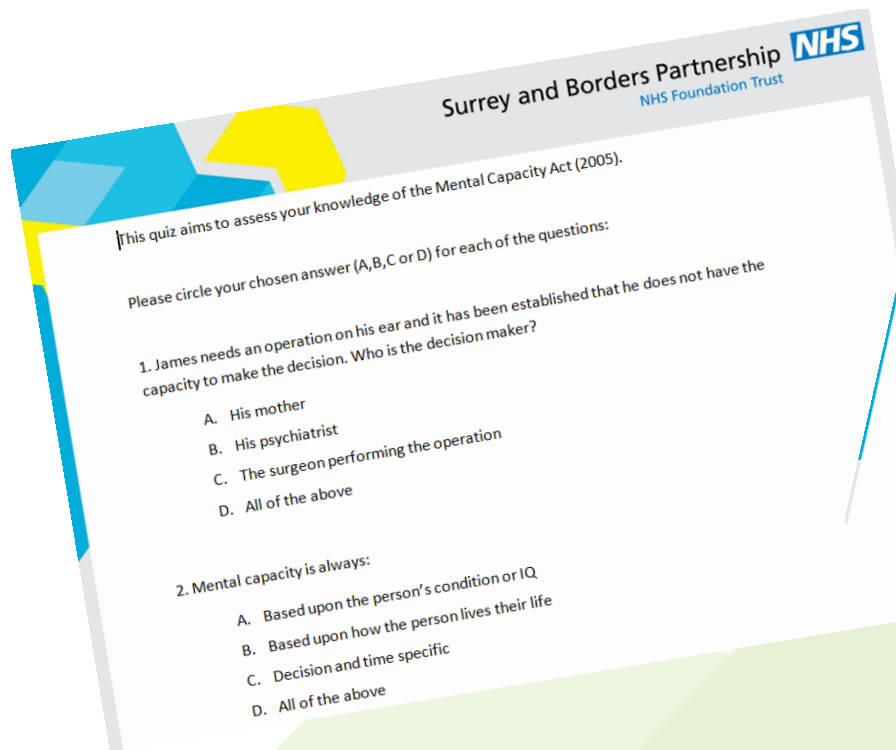 Surrey and Borders Partnership NHS
NHS Foundation Trust
This quiz aims to assess your knowledge of the Mental Capacity Act (2005).
Please circle your chosen answer (A,B,C or D) for each of the questions:
1. James needs an operation on his ear and it has been established that he does not have the
capacity to make the decision. Who is the decision maker?
A. His mother
B. His psychiatrist
C. The surgeon performing the operation
D. All of the above
2. Mental capacity is always:
A. Based upon the person’s condition or IQ
B. Based upon how the person lives their life
C. Decision and time specific
D. All of the above